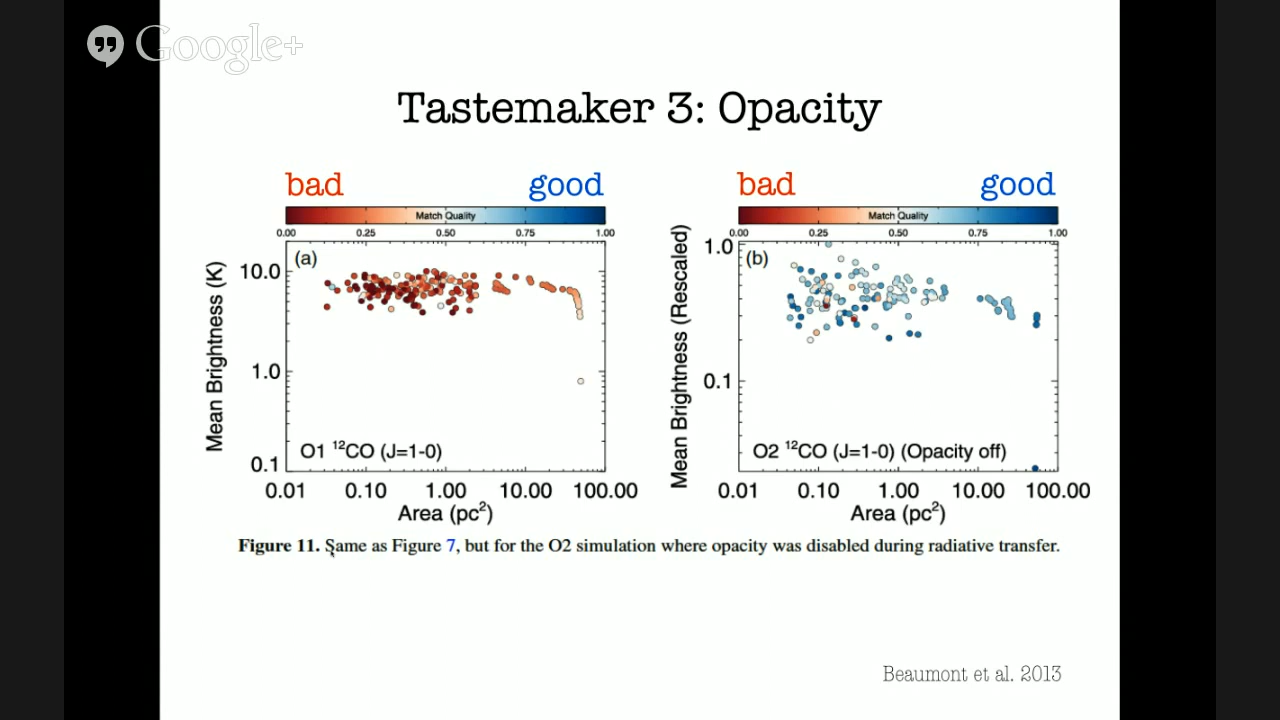 Google+
Tastemaker 3: Opacity
bad good
Match Quality
0.00 0.25 0.50 0.75 1.00
(a)
10.0
1.0
0.1
Mean Brightness (K)
O1 ¹²CO (J=1-0)
0.01 0.10 1.00 10.00 100.00
Area (pc²)
bad good
Match Quality
0.00 0.25 0.50 0.75 1.00
(b)
1.0
0.1
Mean Brightness (Rescaled)
O2 ¹²CO (J=1-0) (Opacity off)
0.01 0.10 1.00 10.00 100.00
Area (pc²)
Figure 11. Same as Figure 7, but for the O2 simulation where opacity was disabled during radiative transfer.
Beaumont et al. 2013